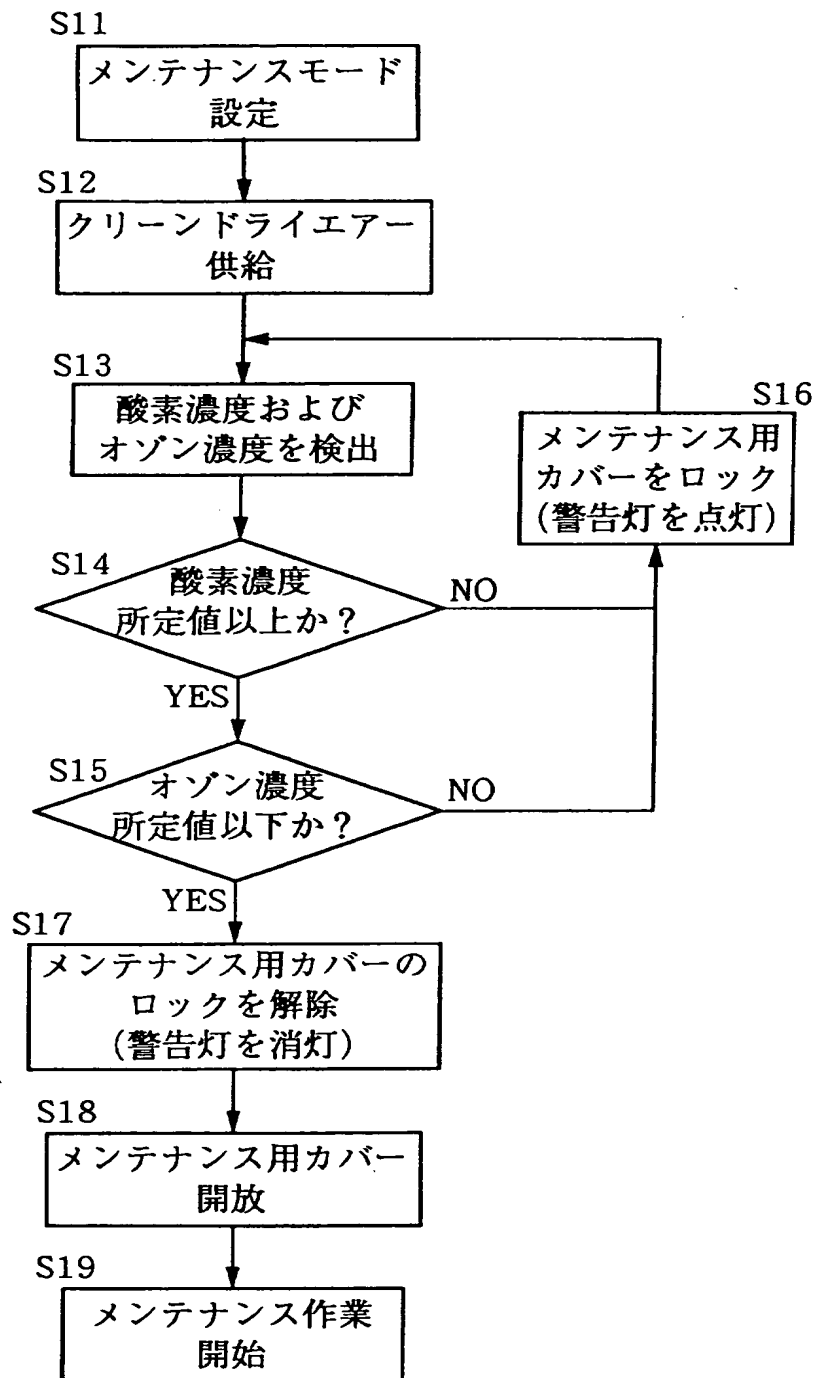 S11
メンテナンスモード
設定
S12
クリーンドライエアー
供給
S13
酸素濃度および
オゾン濃度を検出
S16
メンテナンス用
カバーをロック
(警告灯を点灯)
S14
酸素濃度
所定値以上か？
NO
YES
S15
オゾン濃度
所定値以下か？
NO
YES
S17
メンテナンス用カバーの
ロックを解除
(警告灯を消灯)
S18
メンテナンス用カバー
開放
S19
メンテナンス作業
開始